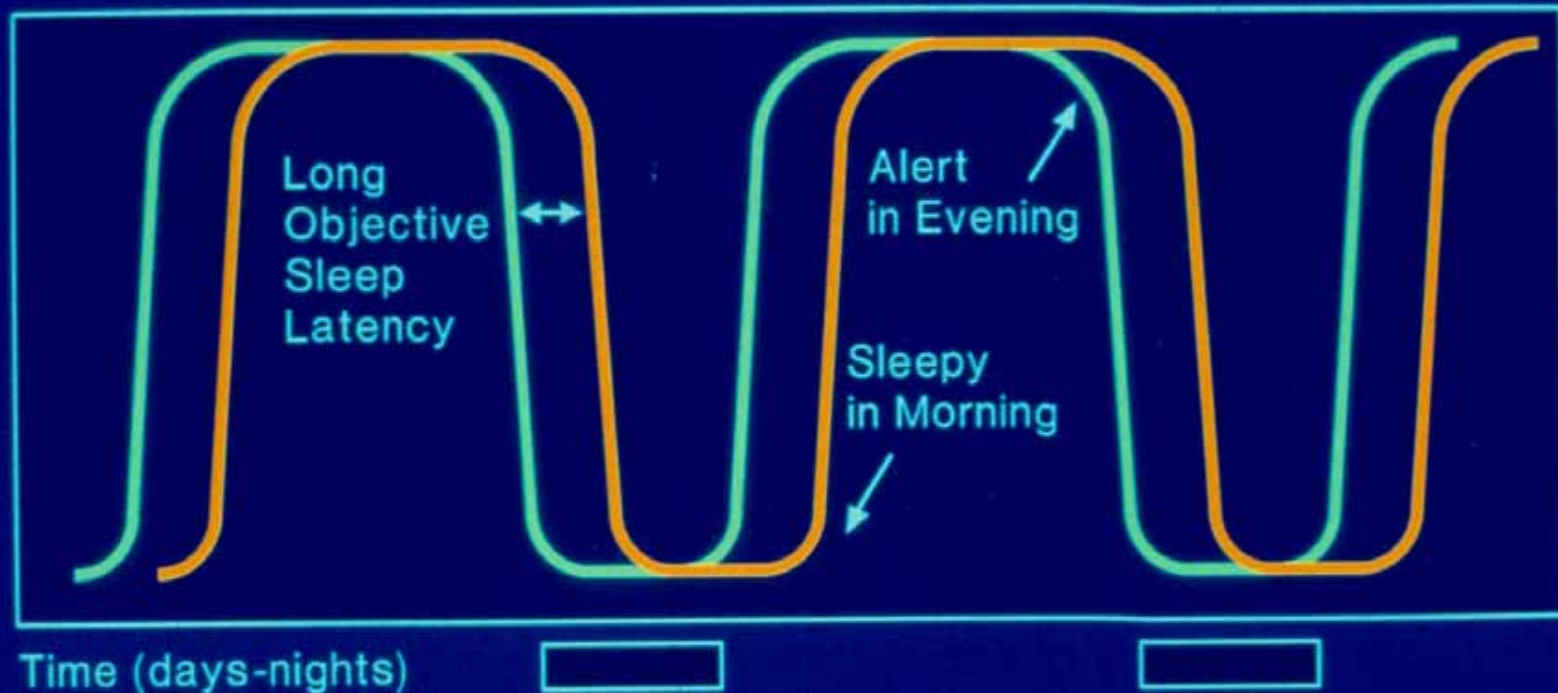 Long
Objective
Sleep
Latency
Alert
in Evening
Sleepy
in Morning
Time (days-nights)